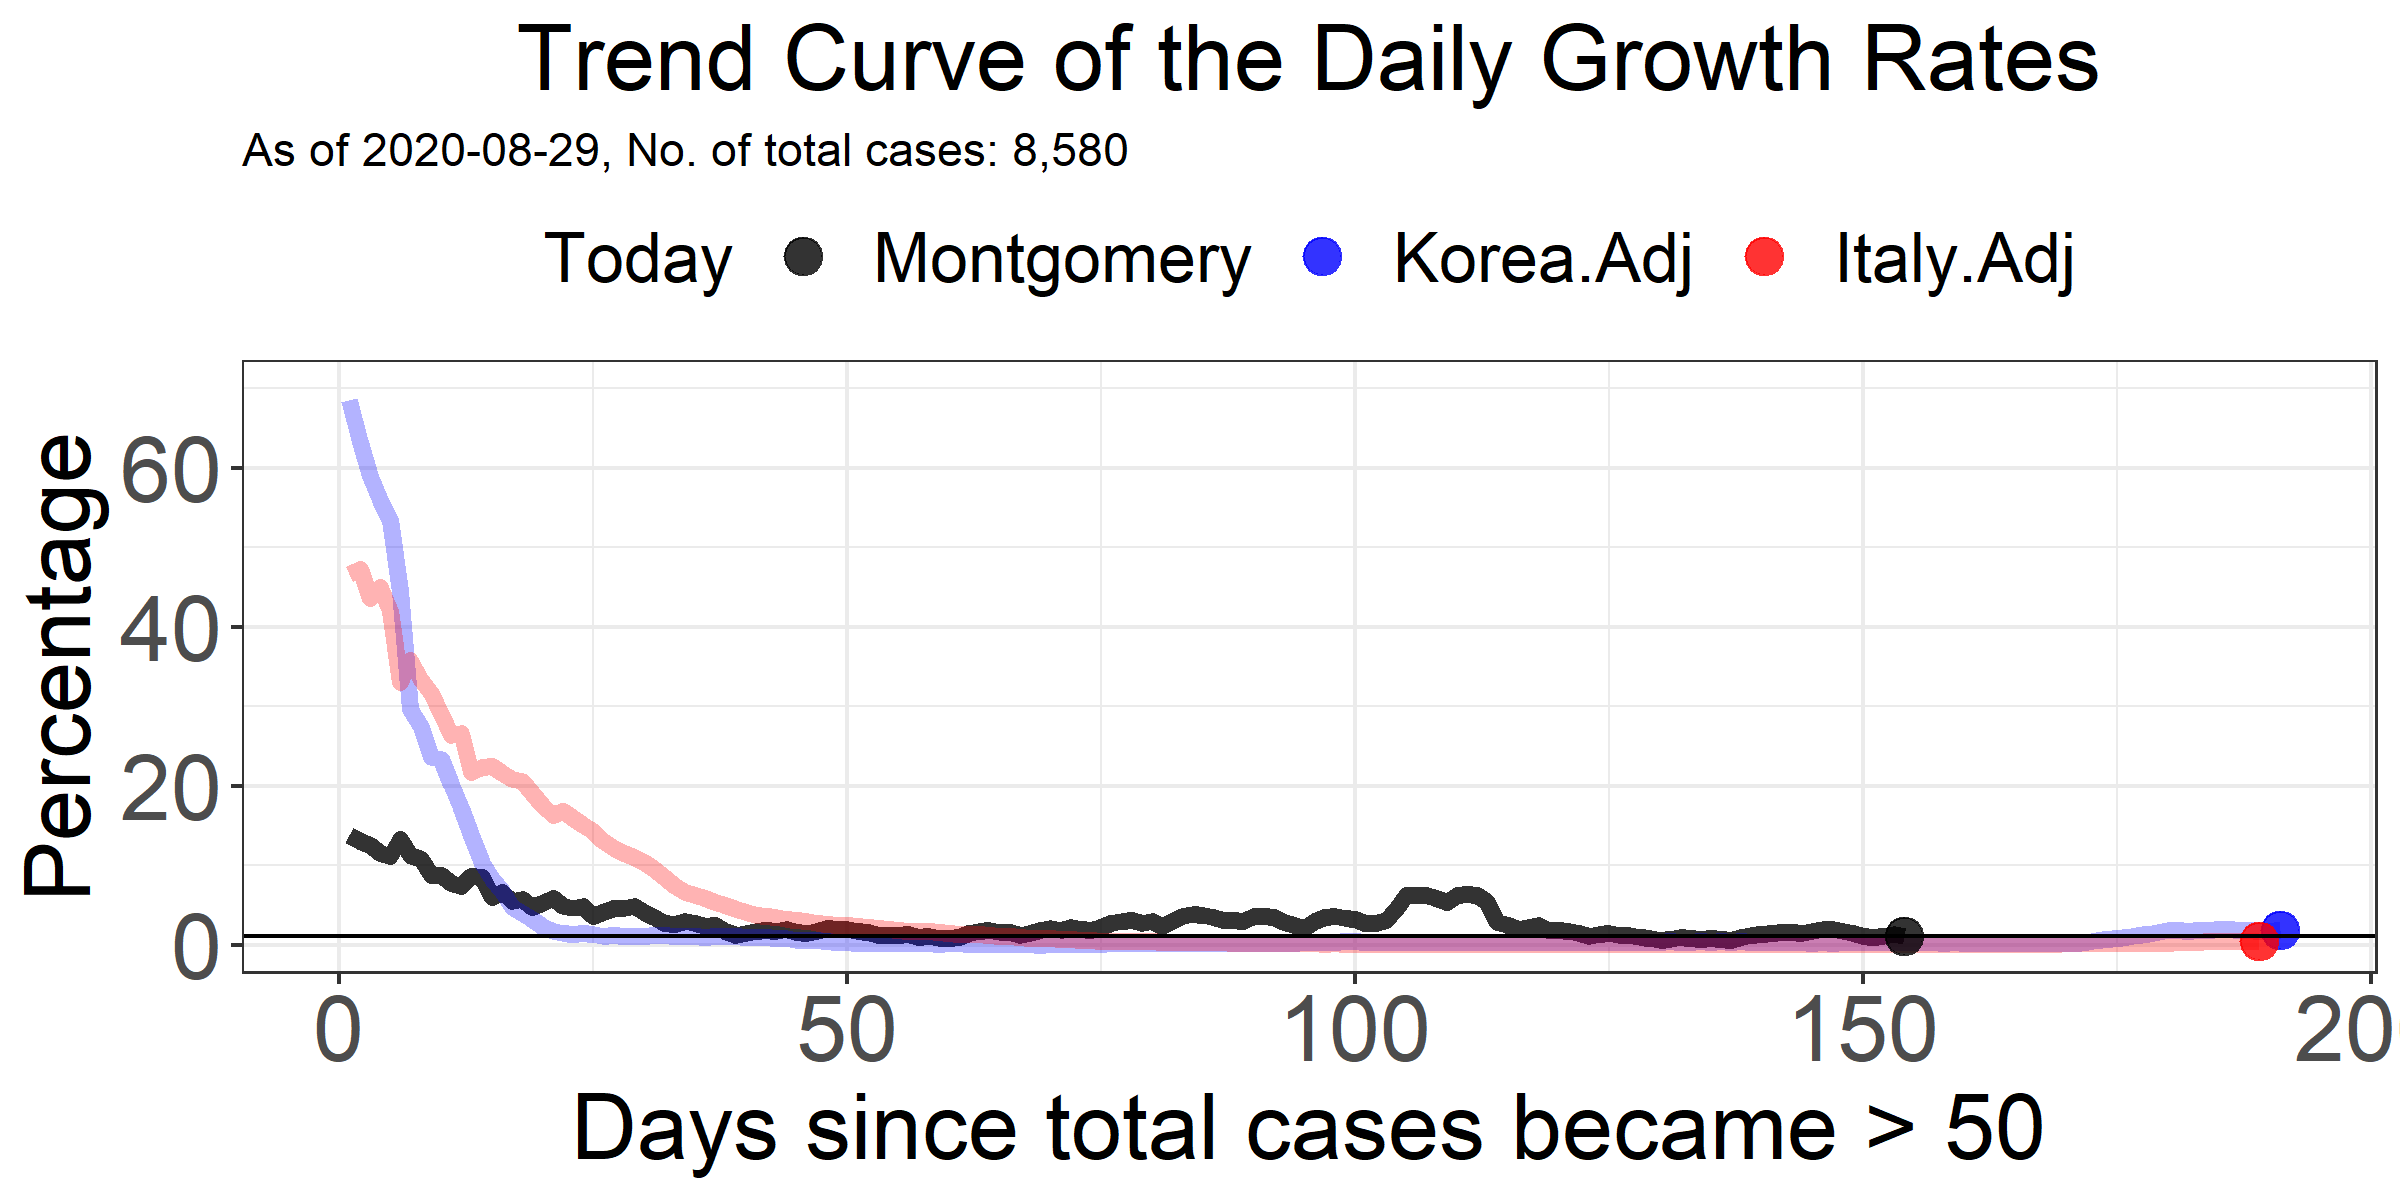 Trend Curve of the Daily Growth Rates
As of 2020-08-29, No. of total cases: 8,580
Today Montgomery Korea.Adj Italy.Adj
Percentage
60
40
20
0
0 50 100 150 20
Days since total cases became > 50